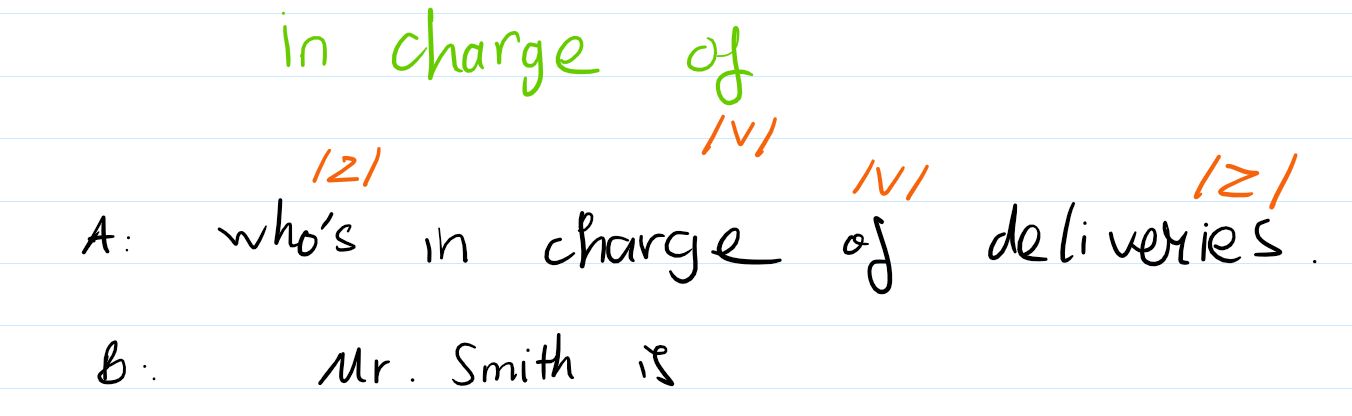 in charge of
/v/
/z/ /v/ /z/
A: who's in charge of deliveries.
B: Mr. Smith is